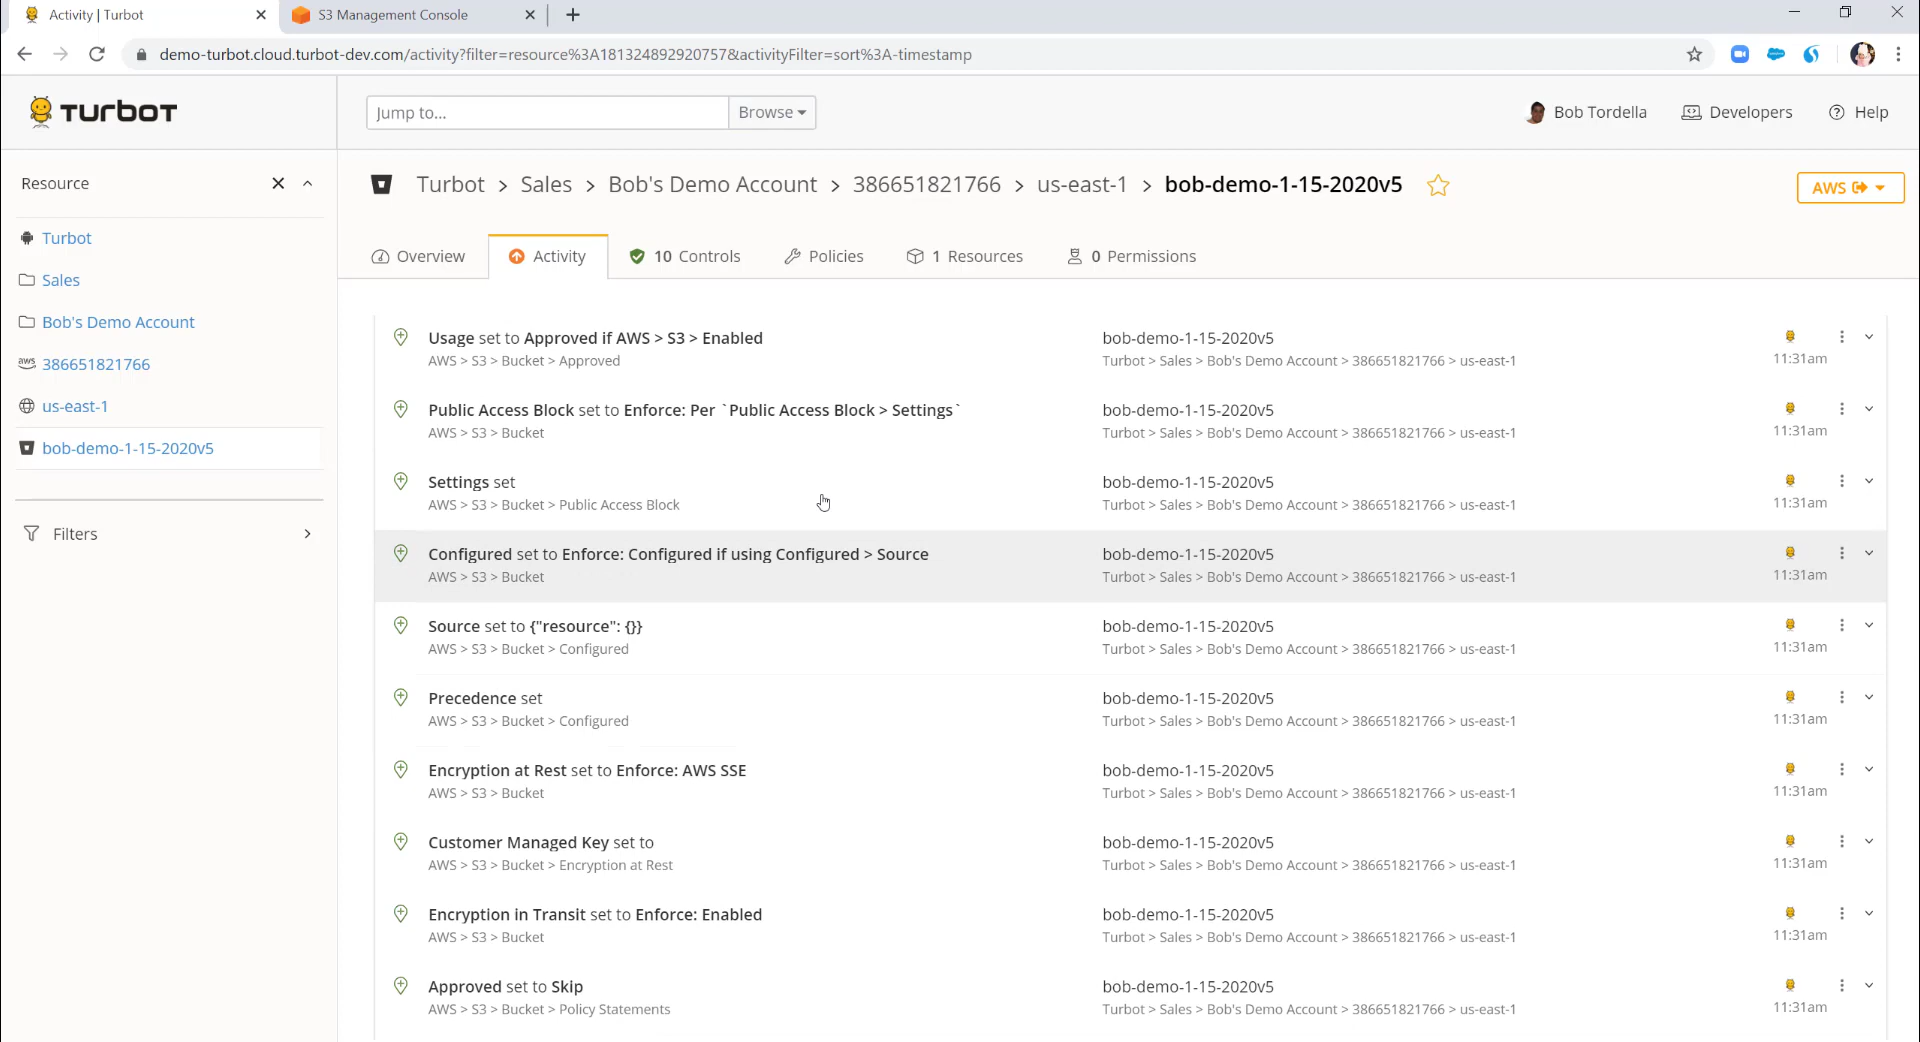 Activity | Turbot
S3 Management Console
demo-turbot.cloud.turbot-dev.com/activity?filter=resource%3A181324892920757&activityFilter=sort%3A-timestamp
TURBOT
Jump to...
Browse
Bob Tordella
Developers
Help
Resource
Turbot
Sales
Bob's Demo Account
aws 386651821766
us-east-1
bob-demo-1-15-2020v5
Filters
Turbot > Sales > Bob's Demo Account > 386651821766 > us-east-1 > bob-demo-1-15-2020v5
AWS
Overview
Activity
10 Controls
Policies
1 Resources
0 Permissions
Usage set to Approved if AWS > S3 > Enabled
AWS > S3 > Bucket > Approved
bob-demo-1-15-2020v5
Turbot > Sales > Bob's Demo Account > 386651821766 > us-east-1
11:31am
Public Access Block set to Enforce: Per `Public Access Block > Settings`
AWS > S3 > Bucket
bob-demo-1-15-2020v5
Turbot > Sales > Bob's Demo Account > 386651821766 > us-east-1
11:31am
Settings set
AWS > S3 > Bucket > Public Access Block
bob-demo-1-15-2020v5
Turbot > Sales > Bob's Demo Account > 386651821766 > us-east-1
11:31am
Configured set to Enforce: Configured if using Configured > Source
AWS > S3 > Bucket
bob-demo-1-15-2020v5
Turbot > Sales > Bob's Demo Account > 386651821766 > us-east-1
11:31am
Source set to {"resource": {}}
AWS > S3 > Bucket > Configured
bob-demo-1-15-2020v5
Turbot > Sales > Bob's Demo Account > 386651821766 > us-east-1
11:31am
Precedence set
AWS > S3 > Bucket > Configured
bob-demo-1-15-2020v5
Turbot > Sales > Bob's Demo Account > 386651821766 > us-east-1
11:31am
Encryption at Rest set to Enforce: AWS SSE
AWS > S3 > Bucket
bob-demo-1-15-2020v5
Turbot > Sales > Bob's Demo Account > 386651821766 > us-east-1
11:31am
Customer Managed Key set to
AWS > S3 > Bucket > Encryption at Rest
bob-demo-1-15-2020v5
Turbot > Sales > Bob's Demo Account > 386651821766 > us-east-1
11:31am
Encryption in Transit set to Enforce: Enabled
AWS > S3 > Bucket
bob-demo-1-15-2020v5
Turbot > Sales > Bob's Demo Account > 386651821766 > us-east-1
11:31am
Approved set to Skip
AWS > S3 > Bucket > Policy Statements
bob-demo-1-15-2020v5
Turbot > Sales > Bob's Demo Account > 386651821766 > us-east-1
11:31am